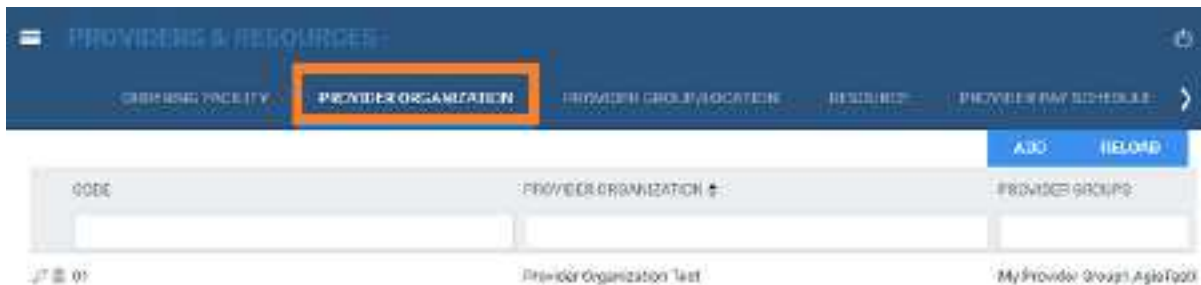 PROVIDERS & RESOURCES
ORDERING FACILITY PROVIDER ORGANIZATION PROVIDER GROUP/LOCATION RESOURCE PROVIDER PAY SCHEDULE
ADD RELOAD
CODE PROVIDER ORGANIZATION PROVIDER GROUPS
01 Provider Organization Test My Provider Group1